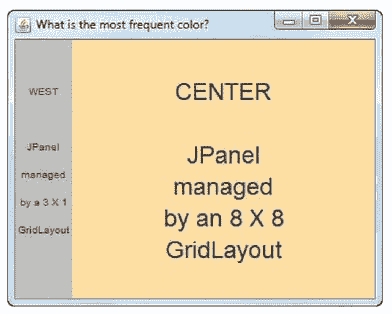 What is the most frequent color?
WEST
JPanel
managed
by a 3 X 1
GridLayout
CENTER
JPanel
managed
by an 8 X 8
GridLayout